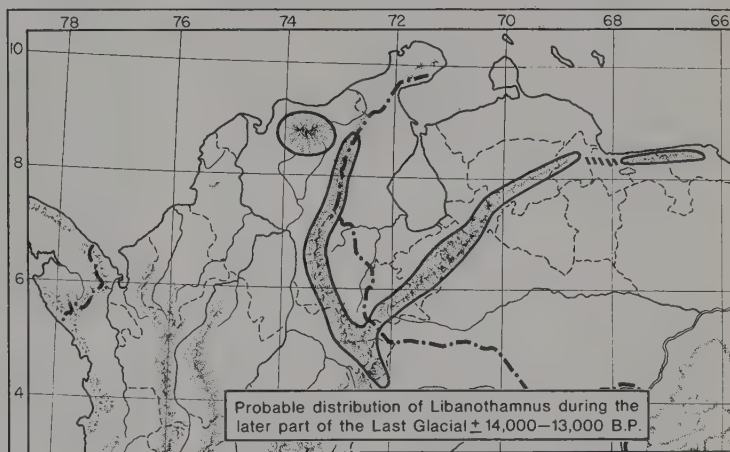 78 76 74 72 70 68 66
10
8
6
4
Probable distribution of Libanothamnus during the
later part of the Last Glacial ± 14,000–13,000 B.P.